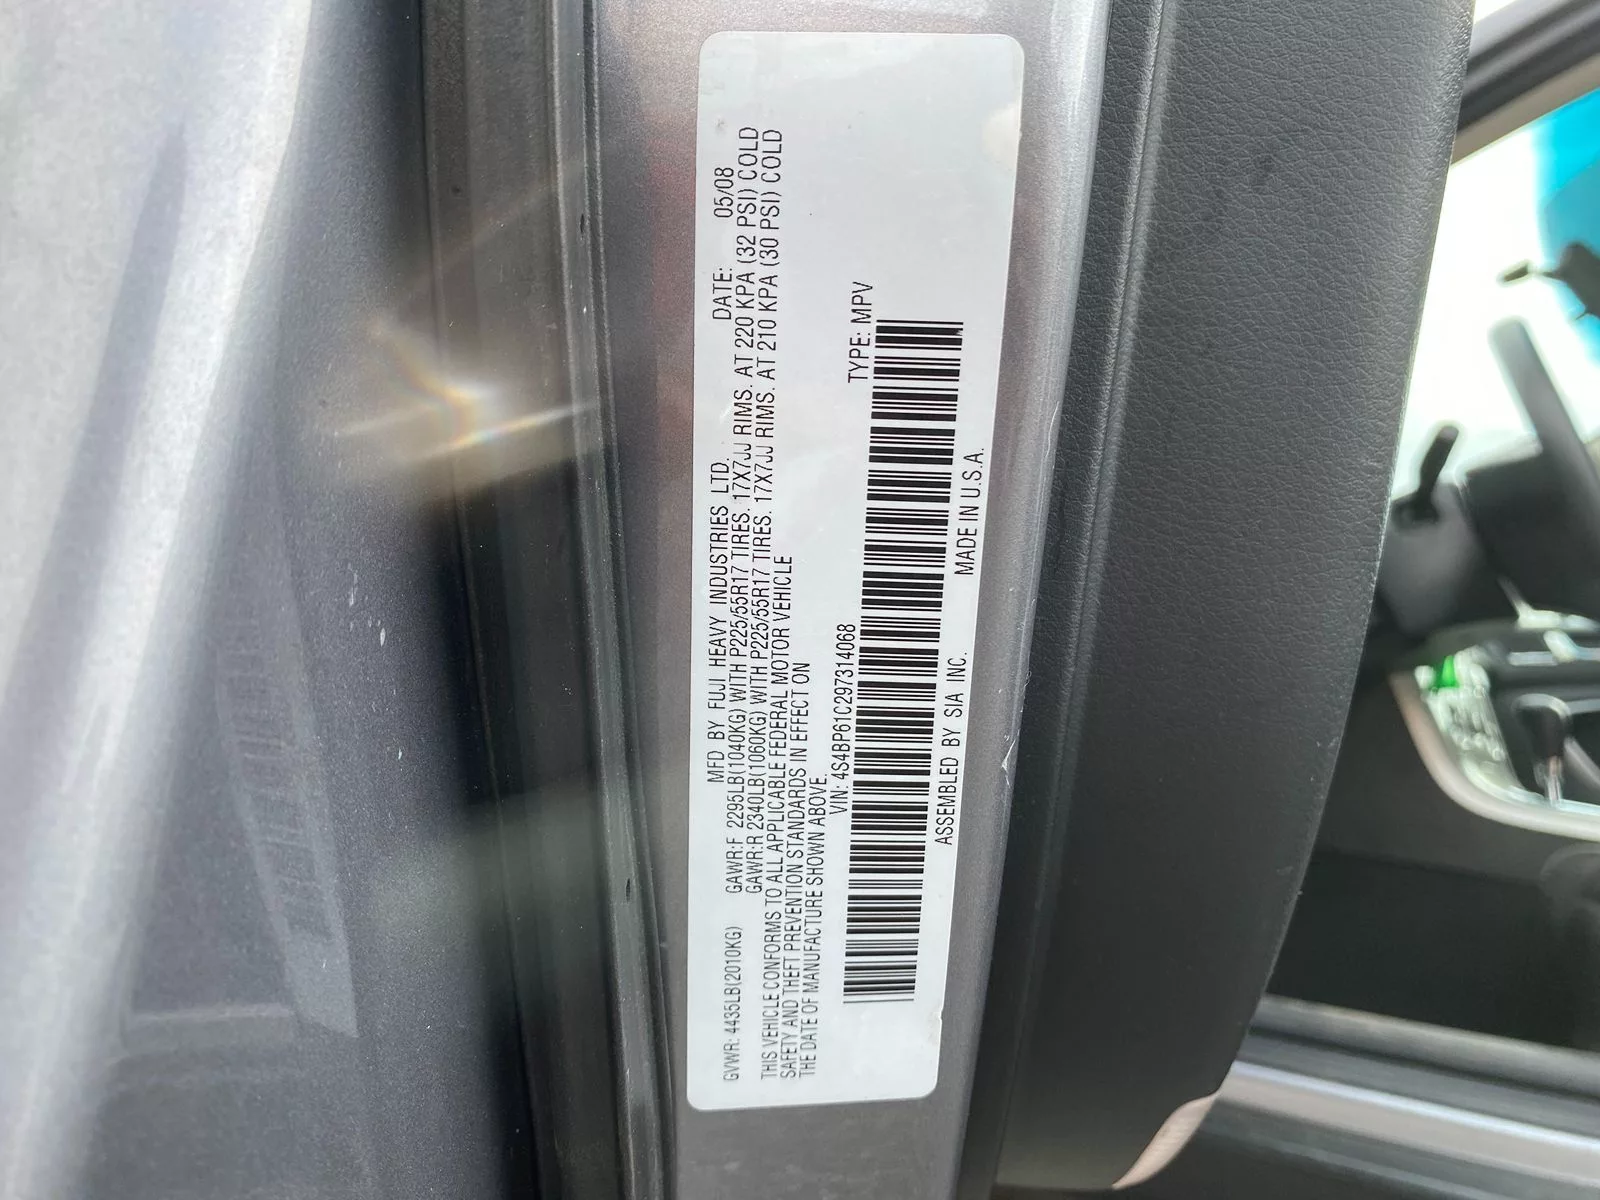 MFD BY FUJI HEAVY INDUSTRIES LTD. DATE: 05/08
GVWR: 4435LB(2010KG) GAWR:F 2295LB(1040KG) WITH P225/55R17 TIRES. 17X7JJ RIMS. AT 220 KPA (32 PSI) COLD
GAWR:R 2340LB(1060KG) WITH P225/55R17 TIRES. 17X7JJ RIMS. AT 210 KPA (30 PSI) COLD
THIS VEHICLE CONFORMS TO ALL APPLICABLE FEDERAL MOTOR VEHICLE
SAFETY AND THEFT PREVENTION STANDARDS IN EFFECT ON
THE DATE OF MANUFACTURE SHOWN ABOVE.
VIN: 4S4BP61C297314068 TYPE: MPV
ASSEMBLED BY SIA INC. MADE IN U.S.A.